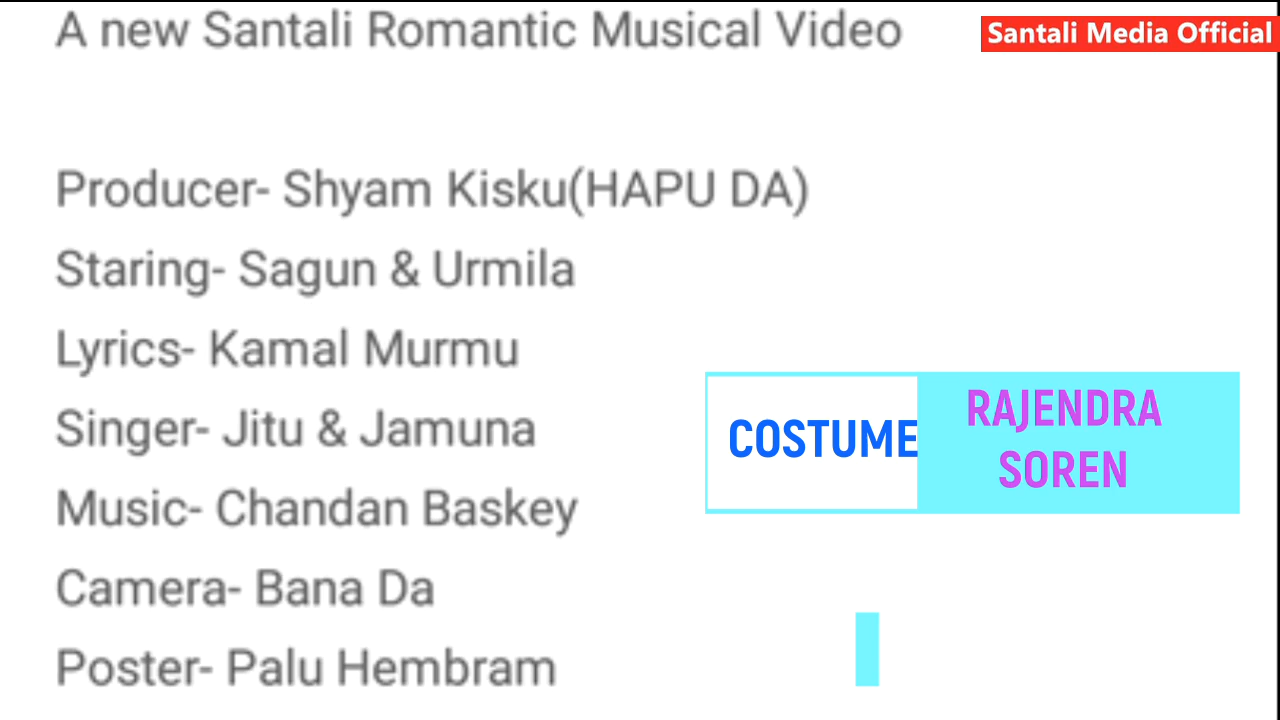 A new Santali Romantic Musical Video
Santali Media Official
Producer- Shyam Kisku(HAPU DA)
Staring- Sagun & Urmila
Lyrics- Kamal Murmu
Singer- Jitu & Jamuna
Music- Chandan Baskey
Camera- Bana Da
Poster- Palu Hembram
COSTUME
RAJENDRA
SOREN